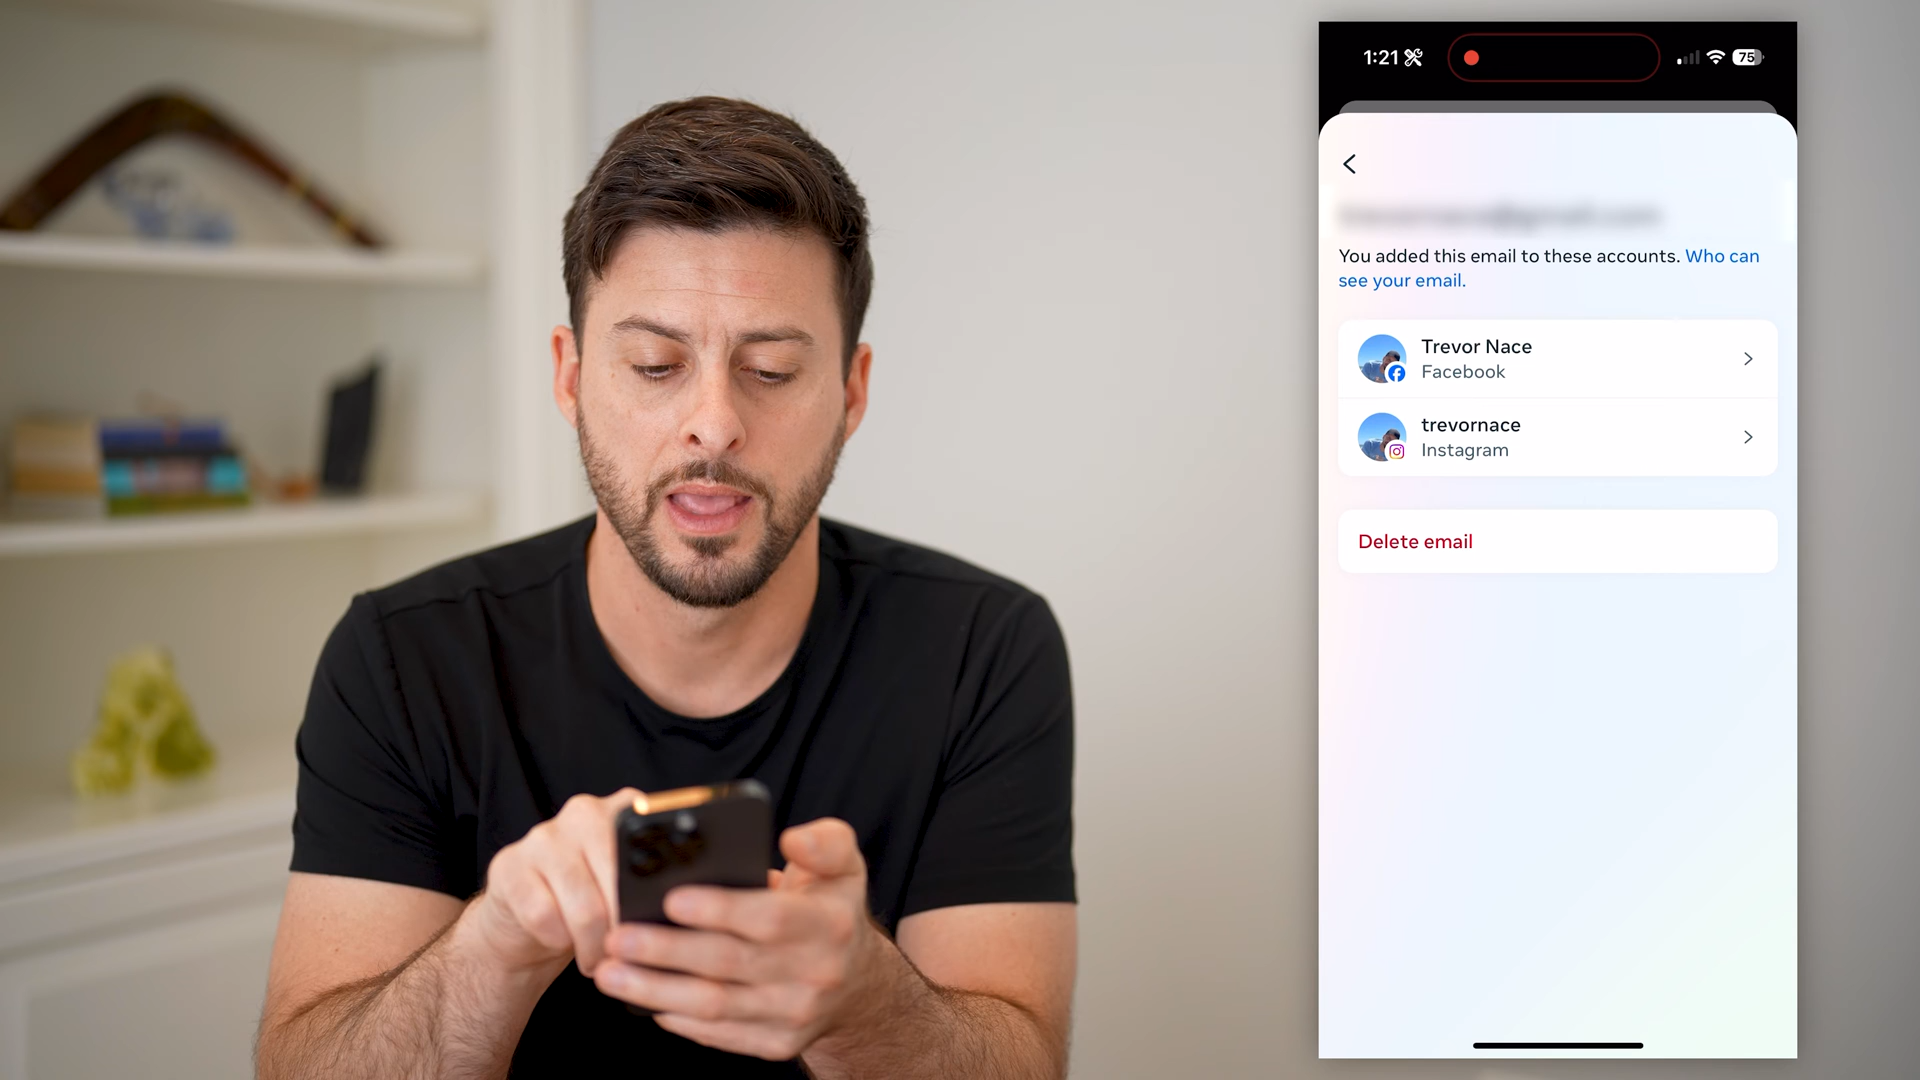 1:21
75
You added this email to these accounts. Who can
see your email.
Trevor Nace
Facebook
trevornace
Instagram
Delete email